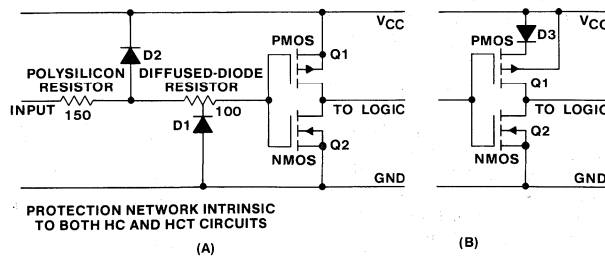 VCC
D2
PMOS
Q1
POLYSILICON RESISTOR
DIFFUSED-DIODE RESISTOR
INPUT
150
100
D1
TO LOGIC
Q2
NMOS
GND
PROTECTION NETWORK INTRINSIC
TO BOTH HC AND HCT CIRCUITS
(A)
VCC
D3
PMOS
Q1
TO LOGIC
Q2
NMOS
GND
(B)